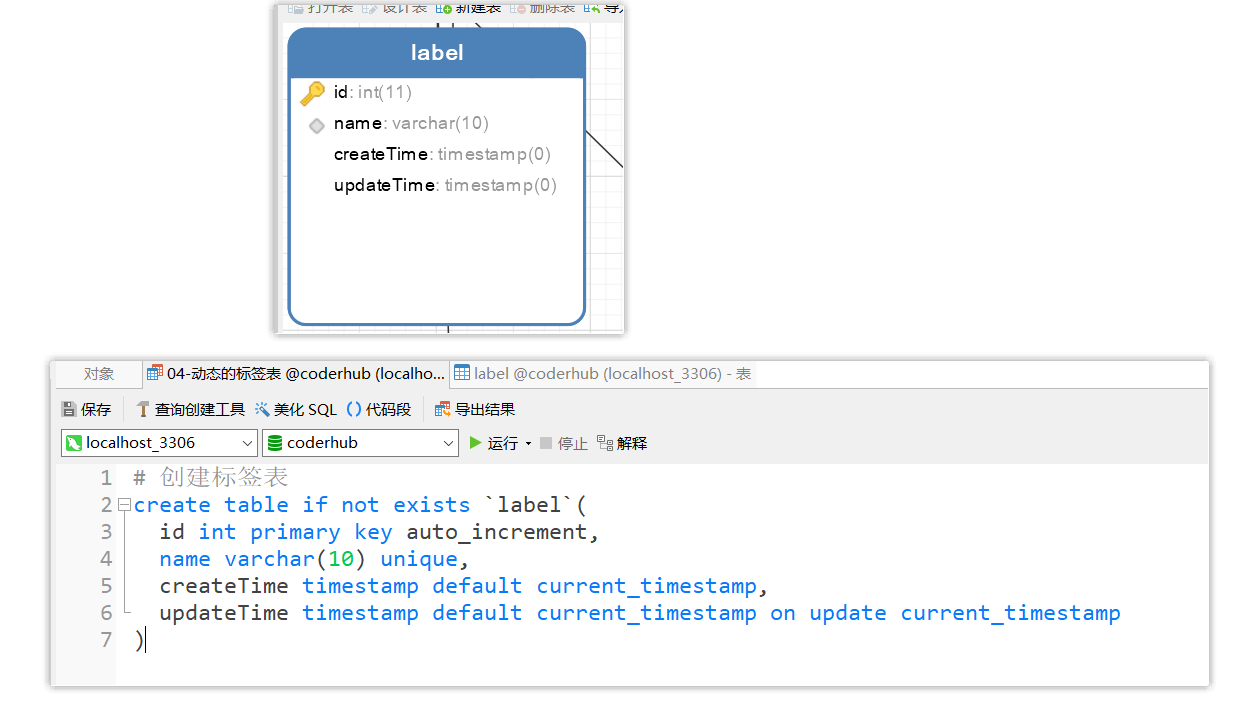 打开表 设计表 新建表 删除表 导入
label
id: int(11)
name: varchar(10)
createTime: timestamp(0)
updateTime: timestamp(0)
对象 04-动态的标签表 @coderhub (localho... label @coderhub (localhost_3306) - 表
保存 查询创建工具 美化 SQL () 代码段 导出结果
localhost_3306 coderhub 运行 停止 解释
1 # 创建标签表
2 create table if not exists `label`(
3 id int primary key auto_increment,
4 name varchar(10) unique,
5 createTime timestamp default current_timestamp,
6 updateTime timestamp default current_timestamp on update current_timestamp
7 )